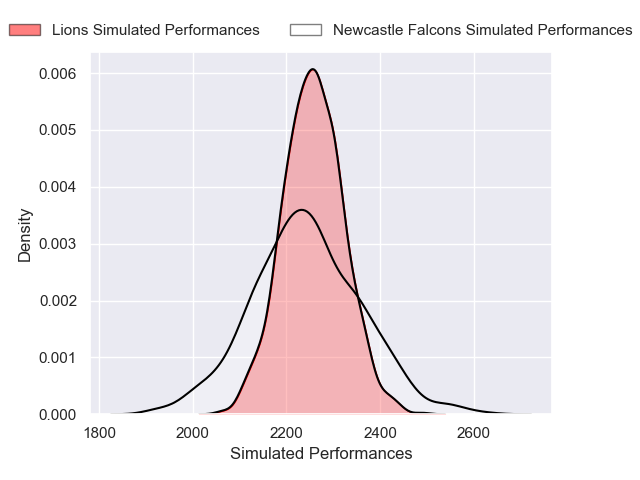 Lions Simulated Performances
Newcastle Falcons Simulated Performances
0.006
0.005
0.004
0.003
0.002
0.001
0.000
Density
1800 2000 2200 2400 2600
Simulated Performances